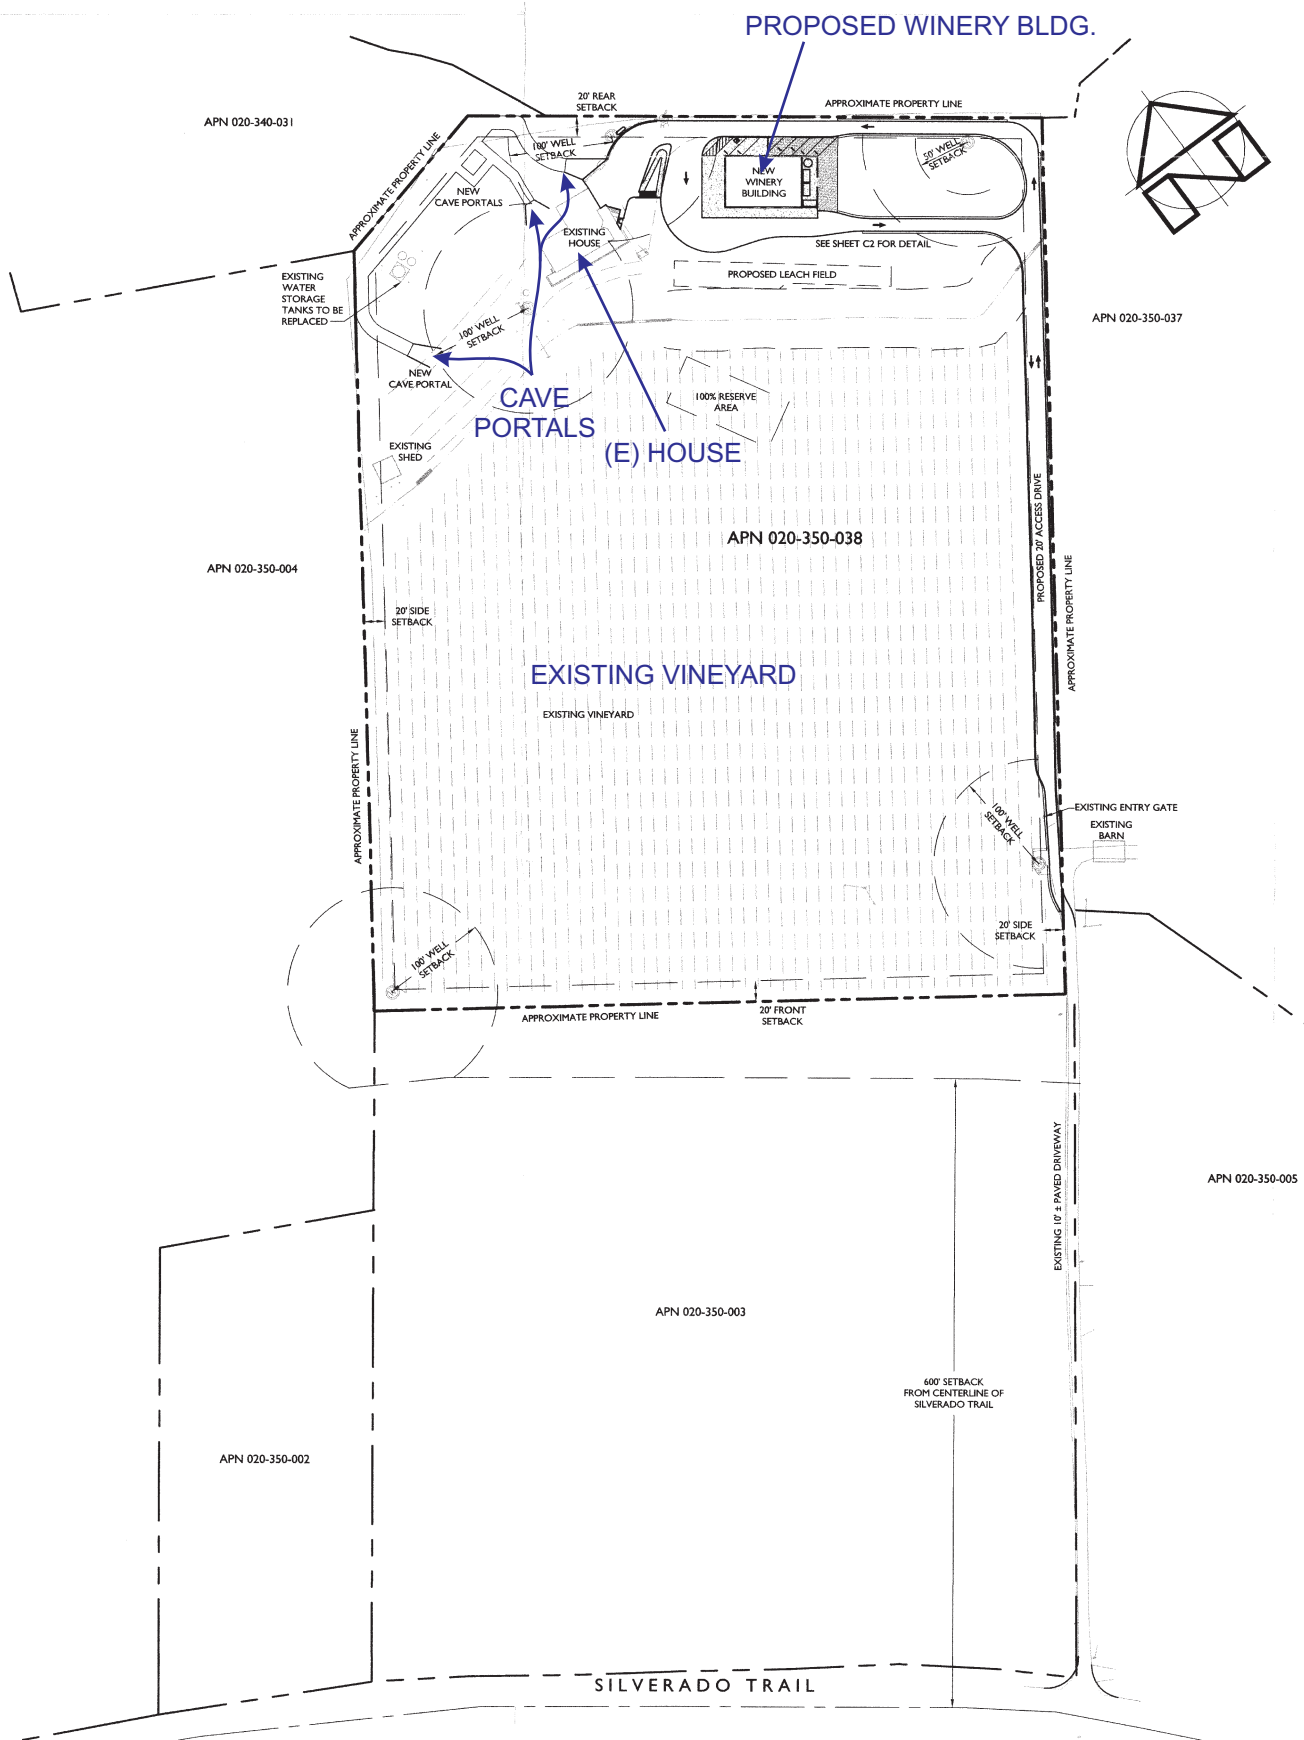 PROPOSED WINERY BLDG.
20' REAR
SETBACK
APPROXIMATE PROPERTY LINE
APN 020-340-031
APPROXIMATE PROPERTY LINE
100' WELL
SETBACK
50' WELL
SETBACK
NEW
WINERY
BUILDING
NEW
CAVE PORTALS
EXISTING
HOUSE
SEE SHEET C2 FOR DETAIL
PROPOSED LEACH FIELD
EXISTING
WATER
STORAGE
TANKS TO BE
REPLACED
100' WELL
SETBACK
APN 020-350-037
NEW
CAVE PORTAL
CAVE
PORTALS
100% RESERVE
AREA
(E) HOUSE
EXISTING
SHED
PROPOSED 20' ACCESS DRIVE
APN 020-350-038
APN 020-350-004
APPROXIMATE PROPERTY LINE
20' SIDE
SETBACK
EXISTING VINEYARD
EXISTING VINEYARD
APPROXIMATE PROPERTY LINE
100' WELL
SETBACK
EXISTING ENTRY GATE
EXISTING
BARN
20' SIDE
SETBACK
100' WELL
SETBACK
APPROXIMATE PROPERTY LINE
20' FRONT
SETBACK
EXISTING 10' ± PAVED DRIVEWAY
APN 020-350-005
APN 020-350-003
600' SETBACK
FROM CENTERLINE OF
SILVERADO TRAIL
APN 020-350-002
SILVERADO TRAIL